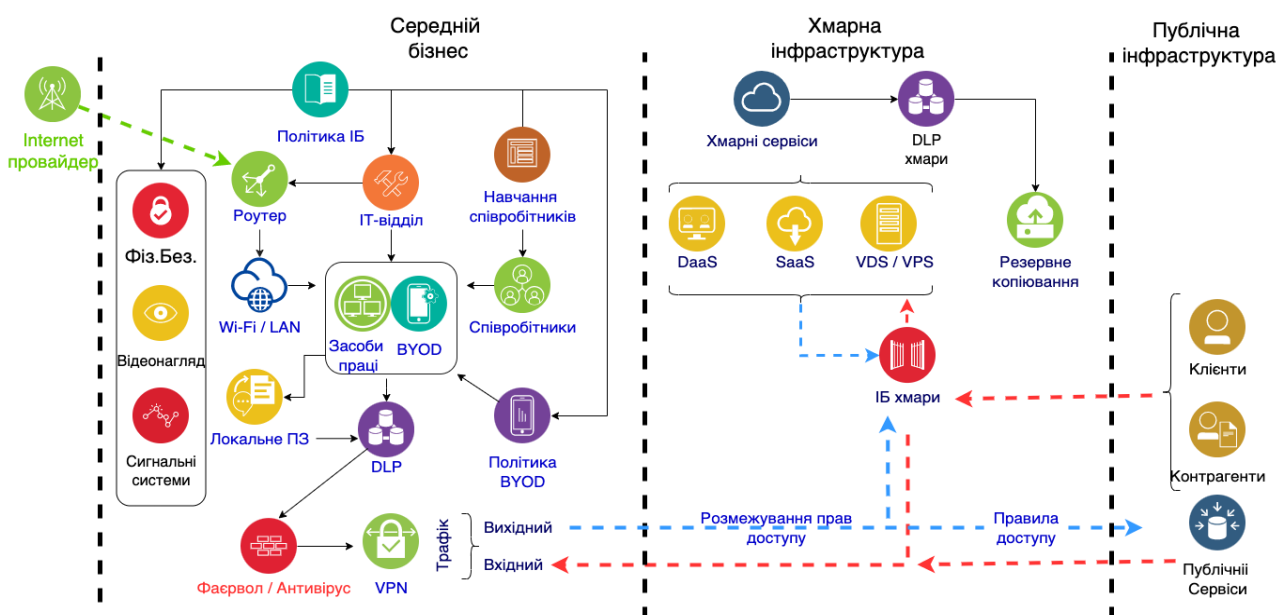 Середній
бізнес
Хмарна
інфраструктура
Публічна
інфраструктура
Internet
провайдер
Політика ІБ
Хмарні сервіси
DLP
хмари
Роутер
ІТ-відділ
Навчання
співробітників
Фіз.Без.
DaaS
SaaS
VDS / VPS
Резервне
копіювання
Wi-Fi / LAN
Співробітники
Засоби
праці
BYOD
Відеонагляд
Клієнти
ІБ хмари
Локальне ПЗ
DLP
Політика
BYOD
Сигнальні
системи
Контрагенти
Трафік
Вихідний
Вхідний
Розмежування прав
доступу
Правила
доступу
Фаєрвол / Антивірус
VPN
Публічніі
Сервіси